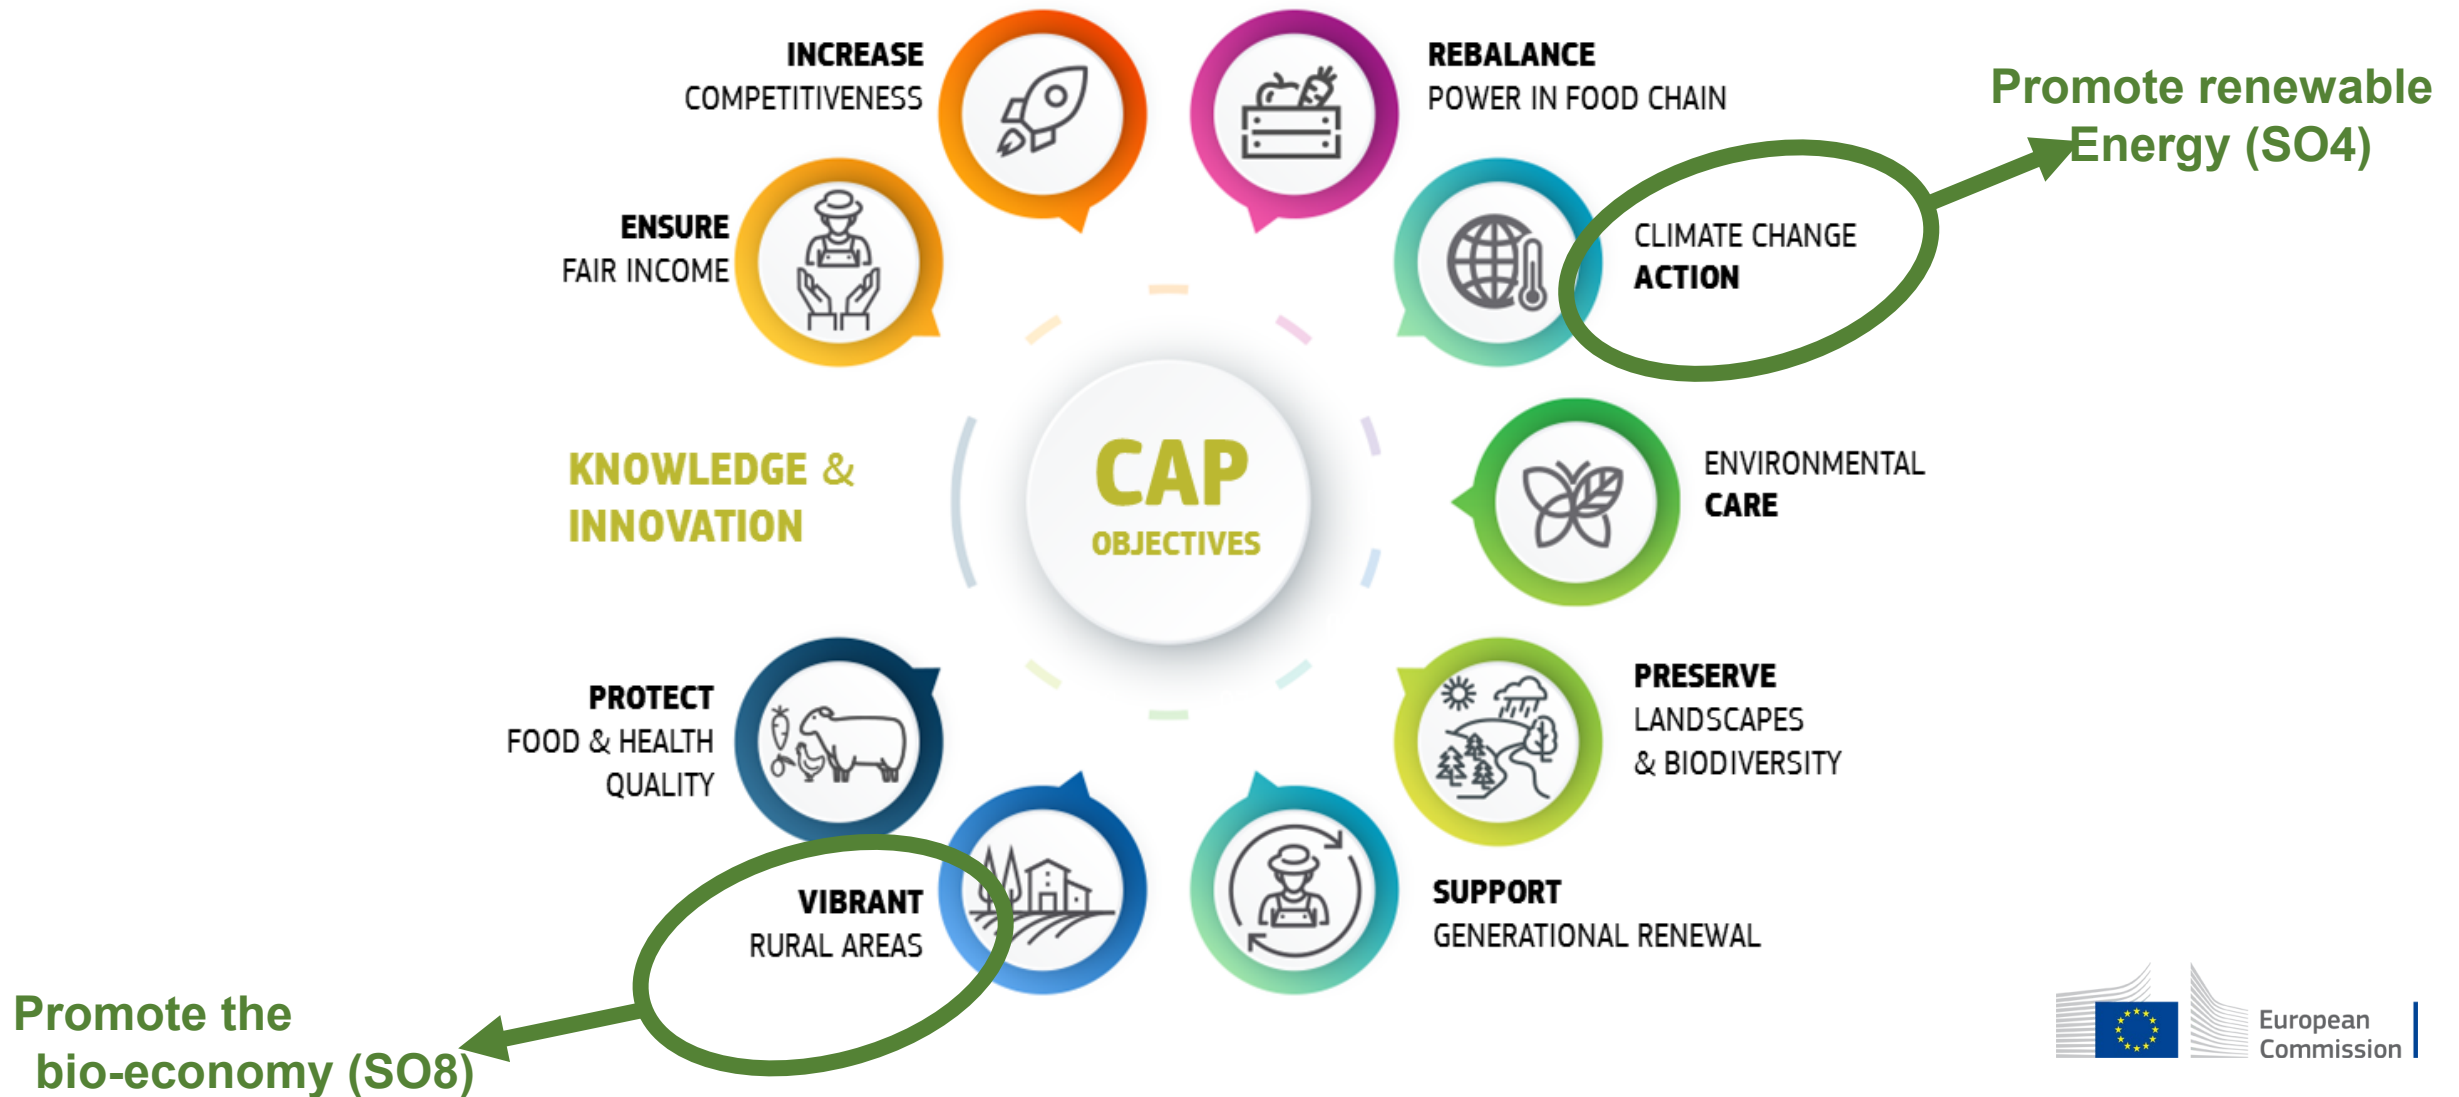 INCREASE
COMPETITIVENESS
REBALANCE
POWER IN FOOD CHAIN
Promote renewable
Energy (SO4)
ENSURE
FAIR INCOME
CLIMATE CHANGE
ACTION
KNOWLEDGE &
INNOVATION
CAP
OBJECTIVES
ENVIRONMENTAL
CARE
PROTECT
FOOD & HEALTH
QUALITY
PRESERVE
LANDSCAPES
& BIODIVERSITY
VIBRANT
RURAL AREAS
SUPPORT
GENERATIONAL RENEWAL
Promote the
bio-economy (SO8)
European
Commission